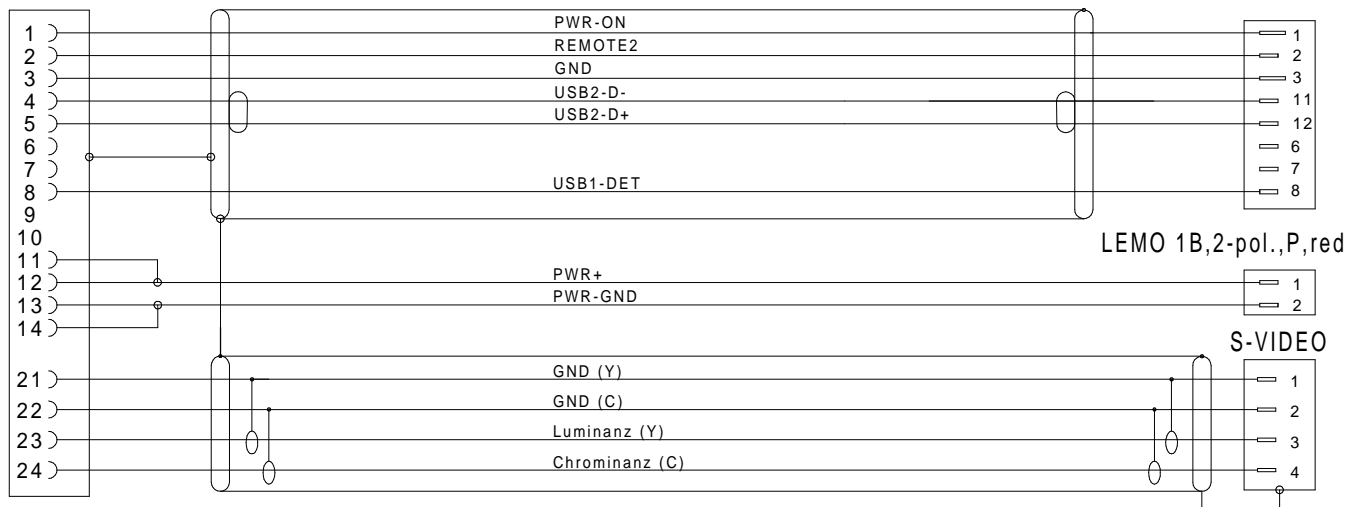 1 PWR-ON 1
2 REMOTE2 2
3 GND 3
4 USB2-D- 11
5 USB2-D+ 12
6 6
7 7
8 USB1-DET 8
9
10
LEMO 1B,2-pol.,P,red
11
12 PWR+ 1
13 PWR-GND 2
14
S-VIDEO
21 GND (Y) 1
22 GND (C) 2
23 Luminanz (Y) 3
24 Chrominanz (C) 4